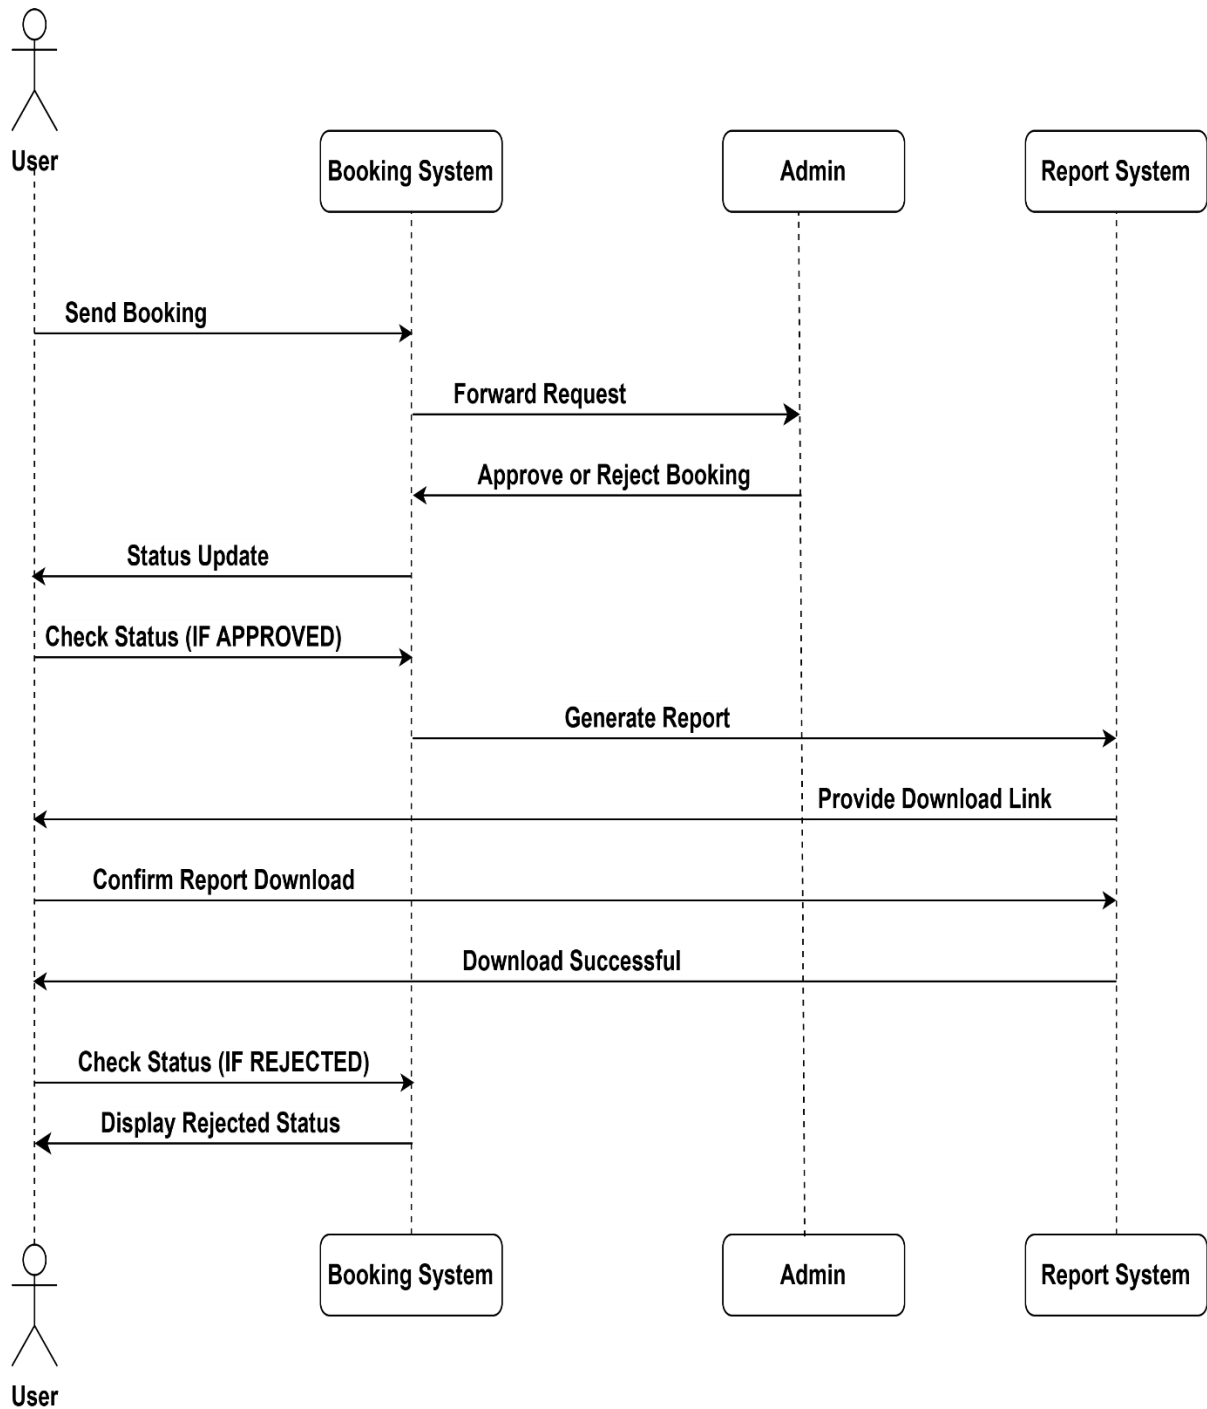 User
Booking System
Admin
Report System
Send Booking
Forward Request
Approve or Reject Booking
Status Update
Check Status (IF APPROVED)
Generate Report
Provide Download Link
Confirm Report Download
Download Successful
Check Status (IF REJECTED)
Display Rejected Status
Booking System
Admin
Report System
User